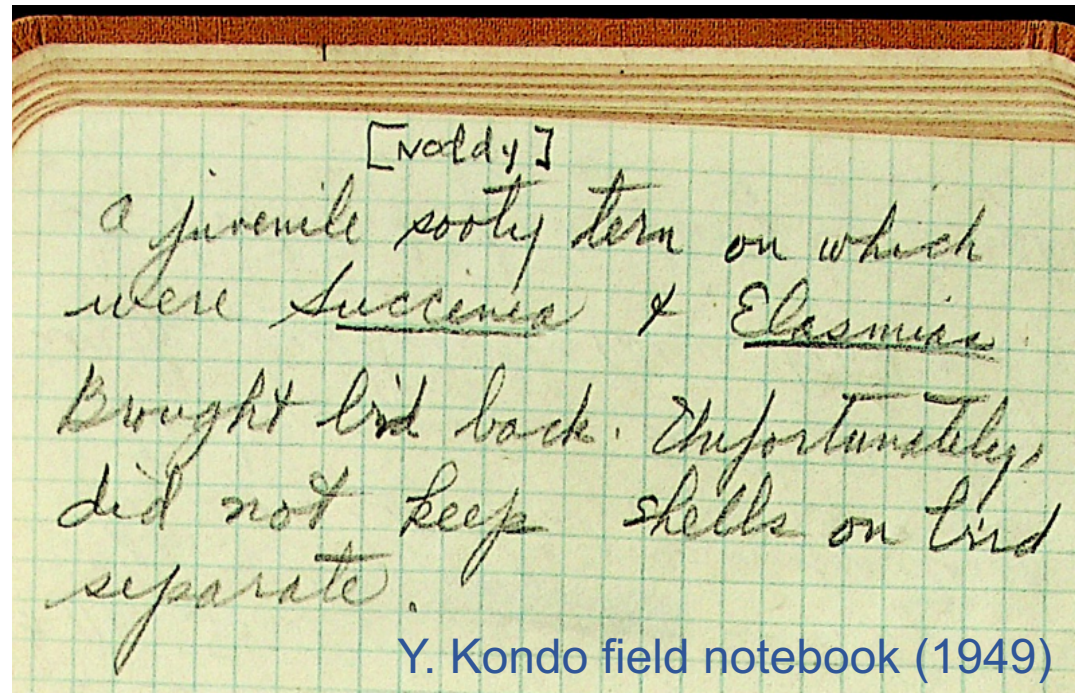 [Noddy]
a juvenile sooty tern on which
were Succinea & Elasmias.
Brought bird back. Unfortunately,
did not keep shells on bird
separate.
Y. Kondo field notebook (1949)